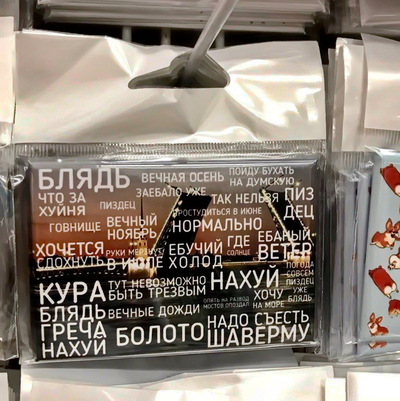 БЛЯДЬ
ВЕЧНАЯ ОСЕНЬ
ПОЙДУ БУХАТЬ
НА ДУМСКУЮ
ЧТО ЗА
ХУЙНЯ
ЗАЕБАЛО УЖЕ
ПИЗДЕЦ
ТАК НЕЛЬЗЯ
ПИЗ
ДЕЦ
ГОВНИЩЕ
ВЕЧНЫЙ
НОЯБРЬ
ПРОСТУДИТЬСЯ В ИЮНЕ
НОРМАЛЬНО
ХОЧЕТСЯ
СДОХНУТЬ
РУКИ МЕРЗНУТ
В ИЮНЕ
ЕБУЧИЙ
ХОЛОД
ГДЕ
СОЛНЦЕ
ЕБАНЫЙ
ВЕТЕР
КУРА
БЛЯДЬ
ГРЕЧА
НАХУЙ
ТУТ НЕВОЗМОЖНО
БЫТЬ ТРЕЗВЫМ
НАХУЙ
ПОГОДА
СОВСЕМ
ПИЗДЕЦ
УЖЕ
БЛЯДЬ
ВЕЧНЫЕ ДОЖДИ
ОПЯТЬ НА РАЗВОД
МОСТОВ ОПОЗДАЛ
ХОЧУ
НА МОРЕ
БОЛОТО
НАДО СЪЕСТЬ
ШАВЕРМУ